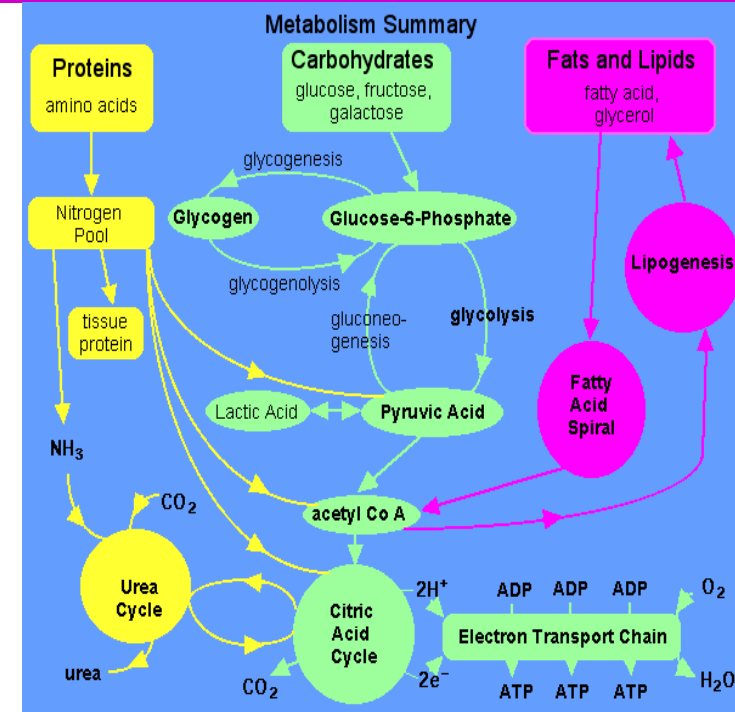 Metabolism Summary
Proteins
amino acids
Carbohydrates
glucose, fructose,
galactose
Fats and Lipids
fatty acid,
glycerol
glycogenesis
Nitrogen
Pool
Glycogen
Glucose-6-Phosphate
Lipogenesis
glycogenolysis
tissue
protein
gluconeo-
genesis
glycolysis
Fatty
Acid
Spiral
Lactic Acid
Pyruvic Acid
NH₃
CO₂
acetyl Co A
Urea
Cycle
Citric
Acid
Cycle
2H⁺
ADP ADP ADP
O₂
Electron Transport Chain
urea
CO₂
2e⁻
ATP ATP ATP
H₂O